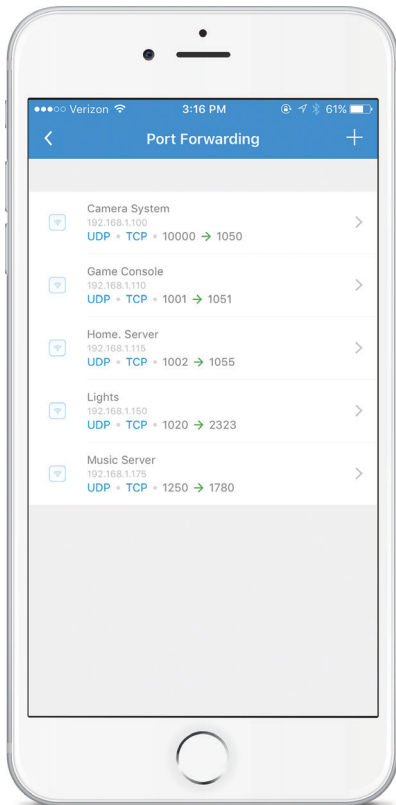 ●●●○○ Verizon 3:16 PM 61%
Port Forwarding
Camera System
192.168.1.100
UDP • TCP • 10000 → 1050
Game Console
192.168.1.110
UDP • TCP • 1001 → 1051
Home. Server
192.168.1.115
UDP • TCP • 1002 → 1055
Lights
192.168.1.150
UDP • TCP • 1020 → 2323
Music Server
192.168.1.175
UDP • TCP • 1250 → 1780